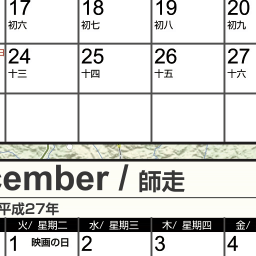 17 18 19 20
初六 初七 初八 初九
24 25 26 27
十三 十四 十五 十六
cember / 師走
平成27年
火/ 星期二 水/ 星期三 木/ 星期四 金/
1 映画の日 2 3 4